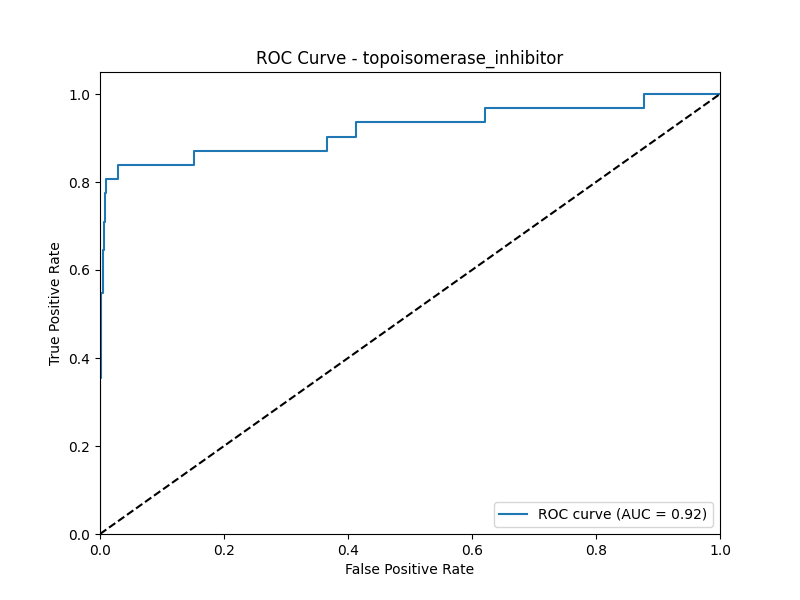 ROC Curve - topoisomerase_inhibitor
1.0
0.8
0.6
0.4
0.2
0.0
True Positive Rate
0.0 0.2 0.4 0.6 0.8 1.0
False Positive Rate
ROC curve (AUC = 0.92)